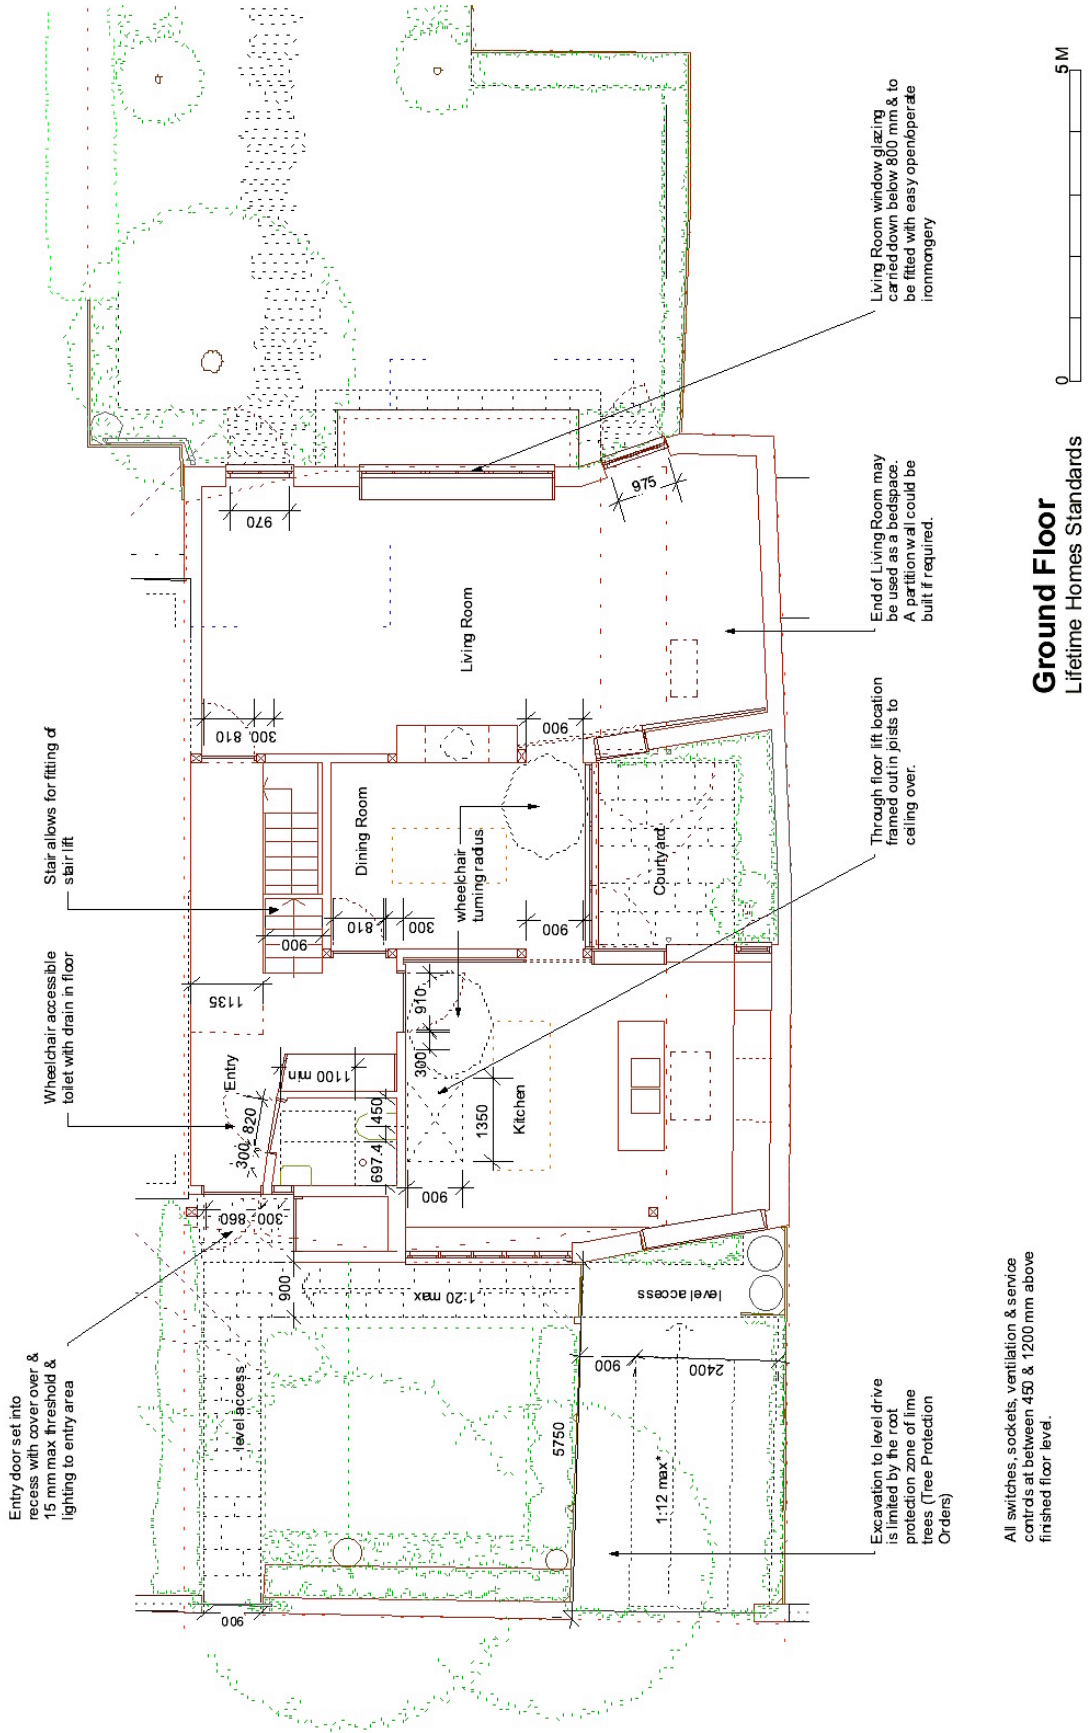 Entry door set into
recess with cover over &
15 mm max threshold &
lighting to entry area
Wheelchair accessible
toilet with drain in floor
Stair allows for fitting of
stair lift
900
level access
860
300
300
820
Entry
1135
900
810
300
810
300
970
900
1:20 max
697.4
450
1100 min
900
1350
300
910
Kitchen
Dining Room
wheelchair
turning radius
900
900
Living Room
975
Courtyard
level access
5750
900
2400
1:12 max*
Excavation to level drive
is limited by the root
protection zone of lime
trees (Tree Protection
Orders)
Through floor lift location
framed out in joists to
ceiling over.
End of Living Room may
be used as a bedspace.
A partition wall could be
built if required.
Living Room window glazing
carried down below 800 mm & to
be fitted with easy open/operate
ironmongery
All switches, sockets, ventilation & service
controls at between 450 & 1200 mm above
finished floor level.
Ground Floor
Lifetime Homes Standards
0
5 M